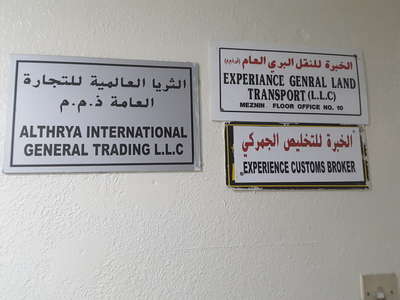 الثريا العالمية للتجارة
العامة ذ.م.م
ALTHRYA INTERNATIONAL
GENERAL TRADING L.L.C
الخبرة للنقل البري العام (ذ.م.م)
EXPERIANCE GENRAL LAND
TRANSPORT (L.L.C)
MEZNIN FLOOR OFFICE NO. 10
الخبرة للتخليص الجمركي
EXPERIENCE CUSTOMS BROKER